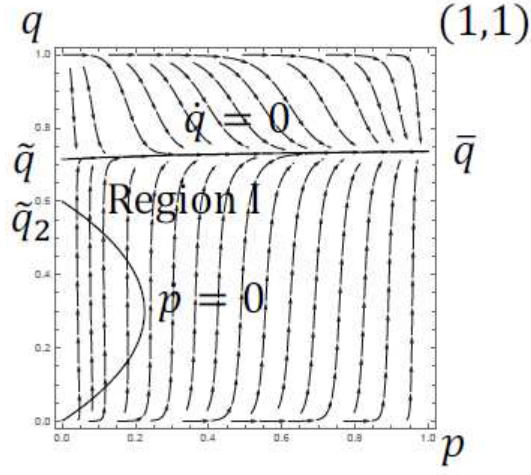 q
(1,1)
1.0
q̇ = 0
0.8
q̃
q̄
Region I
0.6
q̃₂
0.4
ṗ = 0
0.2
0.0
0.0 0.2 0.4 0.6 0.8 1.0
p